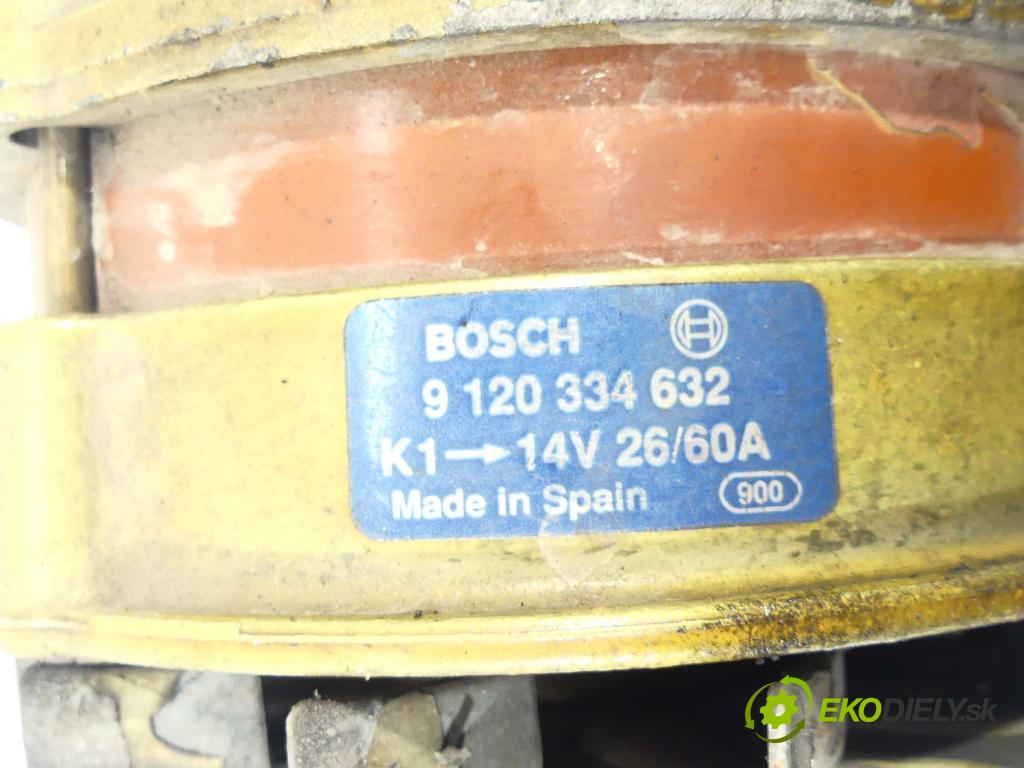 BOSCH
9 120 334 632
K1→14V 26/60A
Made in Spain 900
EKODIELY.sk